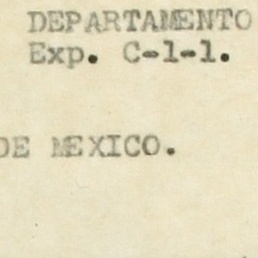 DEPARTAMENTO
Exp. C-1-1.
DE MEXICO.